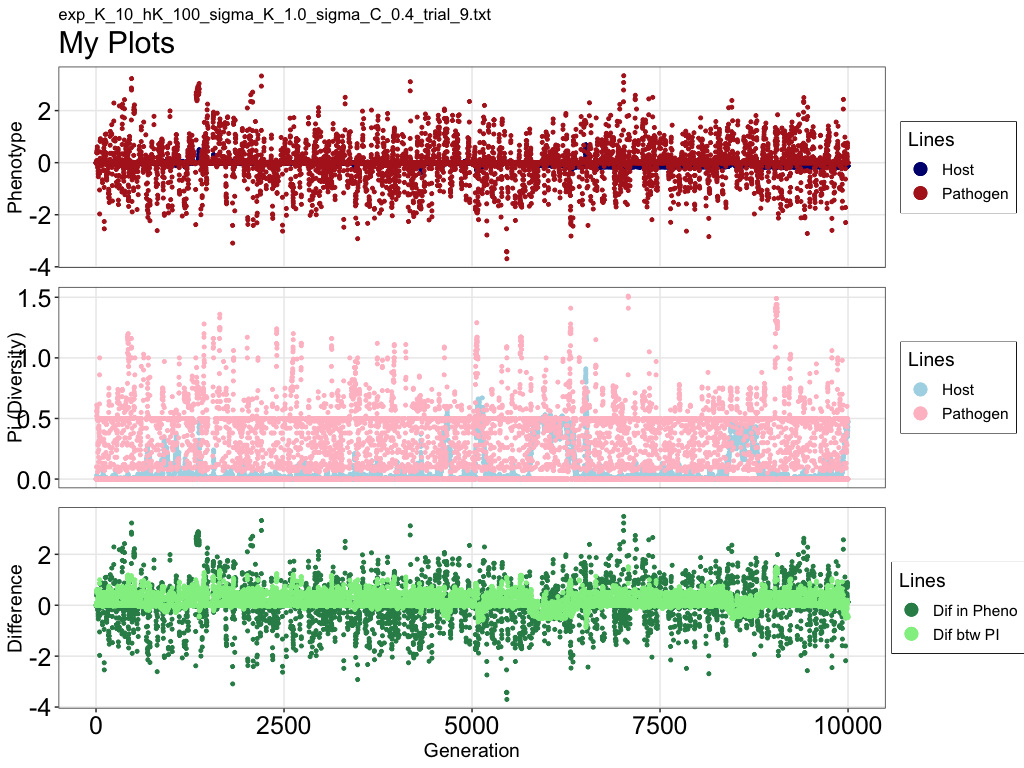 exp_K_10_hK_100_sigma_K_1.0_sigma_C_0.4_trial_9.txt
My Plots
Phenotype
2
0
-2
-4
Lines
Host
Pathogen
Pi (Diversity)
1.5
1.0
0.5
0.0
Lines
Host
Pathogen
Difference
2
0
-2
-4
Lines
Dif in Pheno
Dif btw PI
0
2500
5000
7500
10000
Generation